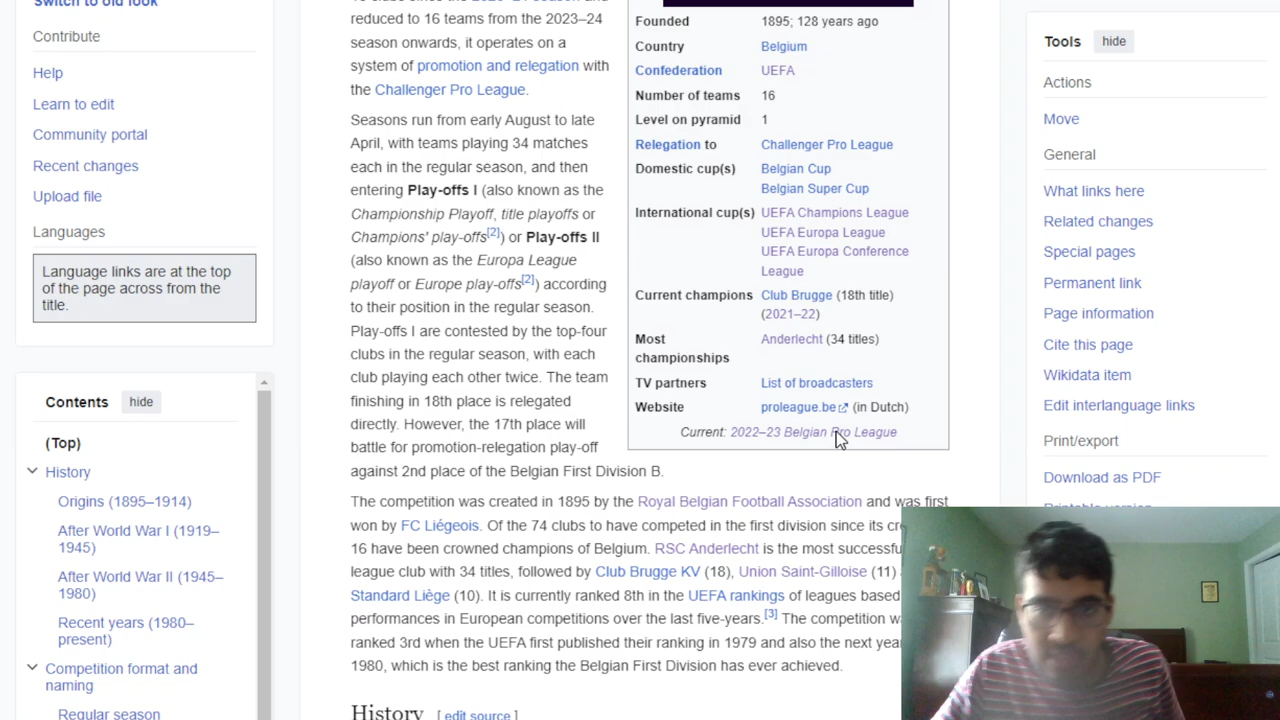 Switch to old look
Contribute
Help
Learn to edit
Community portal
Recent changes
Upload file
Languages
Language links are at the top
of the page across from the
title.
Contents hide
(Top)
History
Origins (1895–1914)
After World War I (1919–
1945)
After World War II (1945–
1980)
Recent years (1980–
present)
Competition format and
naming
Regular season
reduced to 16 teams from the 2023–24
season onwards, it operates on a
system of promotion and relegation with
the Challenger Pro League.
Seasons run from early August to late
April, with teams playing 34 matches
each in the regular season, and then
entering Play-offs I (also known as the
Championship Playoff, title playoffs or
Champions' play-offs[2]) or Play-offs II
(also known as the Europa League
playoff or Europe play-offs[2]) according
to their position in the regular season.
Play-offs I are contested by the top-four
clubs in the regular season, with each
club playing each other twice. The team
finishing in 18th place is relegated
directly. However, the 17th place will
battle for promotion-relegation play-off
against 2nd place of the Belgian First Division B.
The competition was created in 1895 by the Royal Belgian Football Association and was first
won by FC Liégeois. Of the 74 clubs to have competed in the first division since its
16 have been crowned champions of Belgium. RSC Anderlecht is the most
league club with 34 titles, followed by Club Brugge KV (18), Union Saint-Gilloise (11)
Standard Liège (10). It is currently ranked 8th in the UEFA rankings of leagues based
performances in European competitions over the last five-years.[3] The competition
ranked 3rd when the UEFA first published their ranking in 1979 and also the next
1980, which is the best ranking the Belgian First Division has ever achieved.
History [ edit source ]
Founded 1895; 128 years ago
Country Belgium
Confederation UEFA
Number of teams 16
Level on pyramid 1
Relegation to Challenger Pro League
Domestic cup(s) Belgian Cup
Belgian Super Cup
International cup(s) UEFA Champions League
UEFA Europa League
UEFA Europa Conference
League
Current champions Club Brugge (18th title)
(2021–22)
Most Anderlecht (34 titles)
championships
TV partners List of broadcasters
Website proleague.be (in Dutch)
Current: 2022–23 Belgian Pro League
Tools hide
Actions
Move
General
What links here
Related changes
Special pages
Permanent link
Page information
Cite this page
Wikidata item
Edit interlanguage links
Print/export
Download as PDF